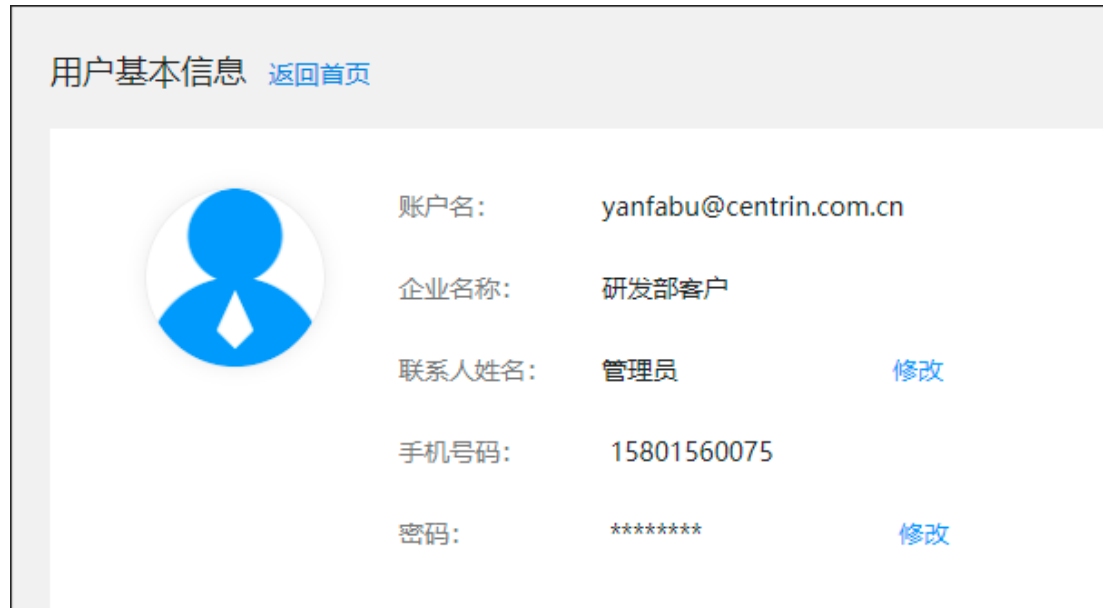 用户基本信息 返回首页
账户名： yanfabu@centrin.com.cn
企业名称： 研发部客户
联系人姓名： 管理员 修改
手机号码： 15801560075
密码： ******** 修改